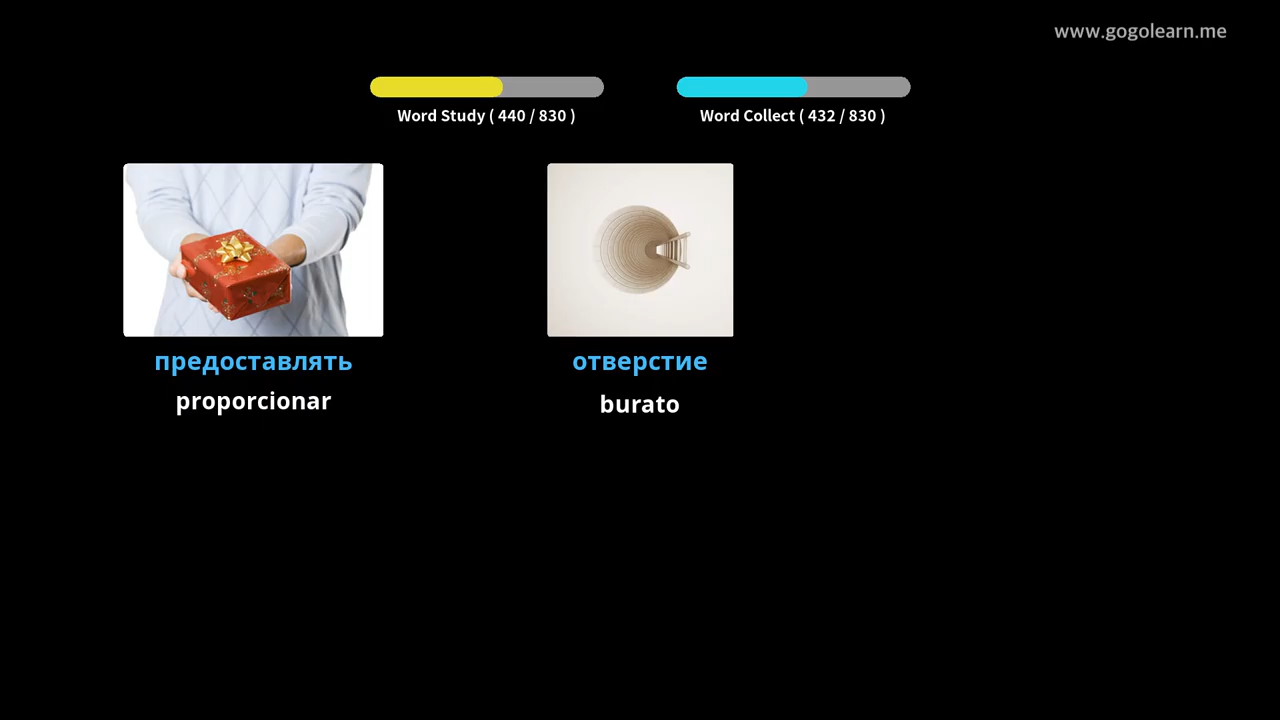 www.gogolearn.me
Word Study ( 440 / 830 )
Word Collect ( 432 / 830 )
предоставлять
proporcionar
отверстие
burato